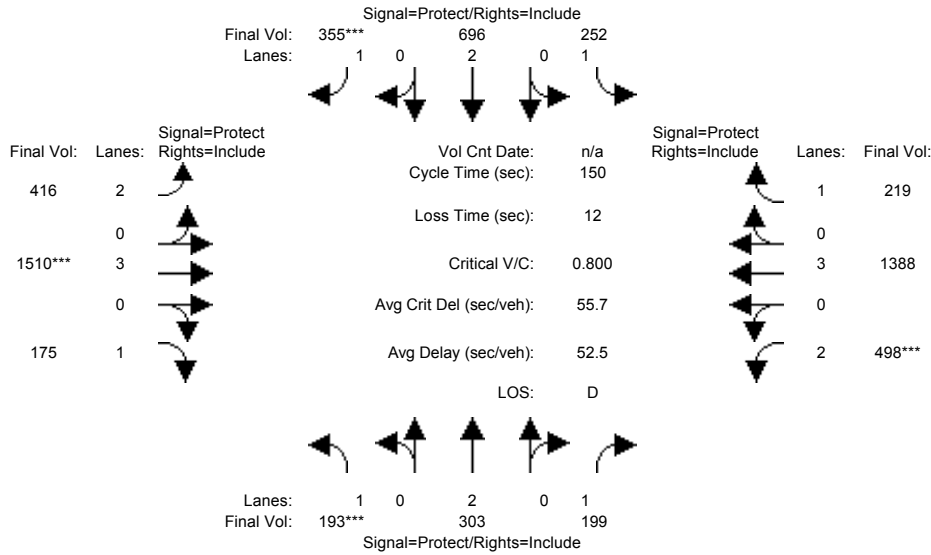 Signal=Protect/Rights=Include
Final Vol: 355*** 696 252
Lanes: 1 0 2 0 1
Signal=Protect
Final Vol: Lanes: Rights=Include
Vol Cnt Date: n/a
Signal=Protect
Rights=Include Lanes: Final Vol:
Cycle Time (sec): 150
416 2
1 219
Loss Time (sec): 12
0
0
1510*** 3
Critical V/C: 0.800
3 1388
0
Avg Crit Del (sec/veh): 55.7
0
175 1
Avg Delay (sec/veh): 52.5
2 498***
LOS: D
Lanes: 1 0 2 0 1
Final Vol: 193*** 303 199
Signal=Protect/Rights=Include